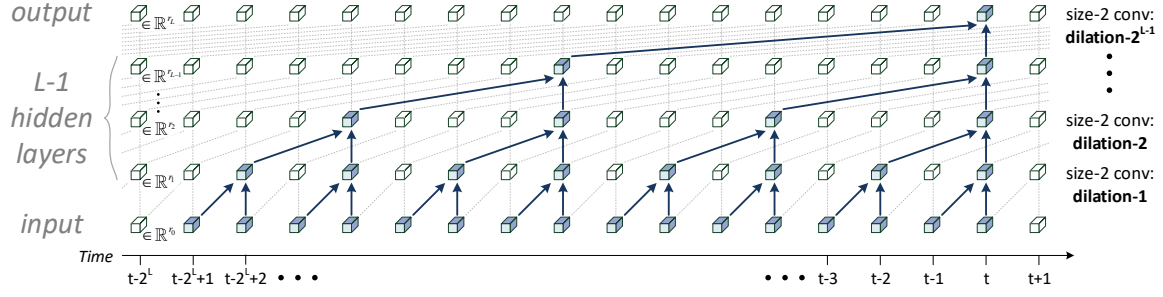 output
∈ ℝ^{r_L}
size-2 conv:
dilation-2^{L-1}
L-1
hidden
layers
∈ ℝ^{r_{L-1}}
∈ ℝ^{r_2}
size-2 conv:
dilation-2
∈ ℝ^{r_1}
size-2 conv:
dilation-1
input
∈ ℝ^{r_0}
Time
t-2^L t-2^L+1 t-2^L+2 • • • • • • t-3 t-2 t-1 t t+1